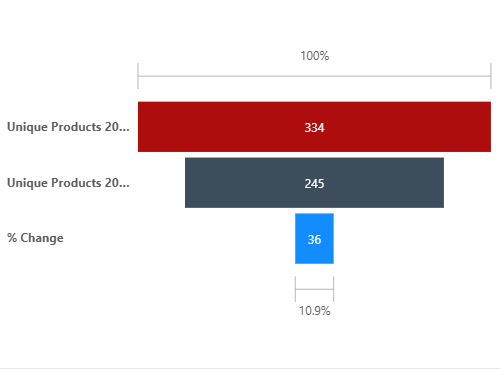 100%
Unique Products 20... 334
Unique Products 20... 245
% Change 36
10.9%